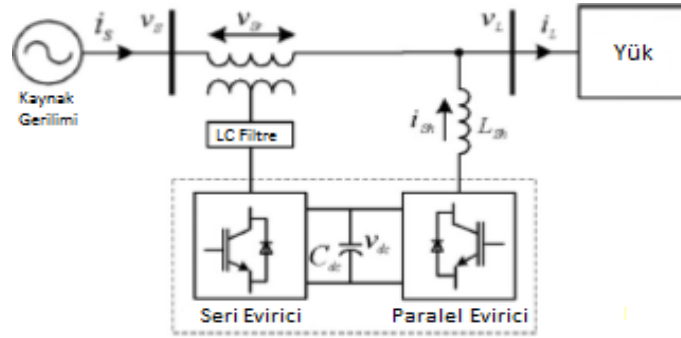 i_S
v_S
v_Sr
v_L
i_L
Yük
Kaynak
Gerilimi
LC Filtre
i_Sh
L_Sh
C_dc
v_dc
Seri Evirici
Paralel Evirici